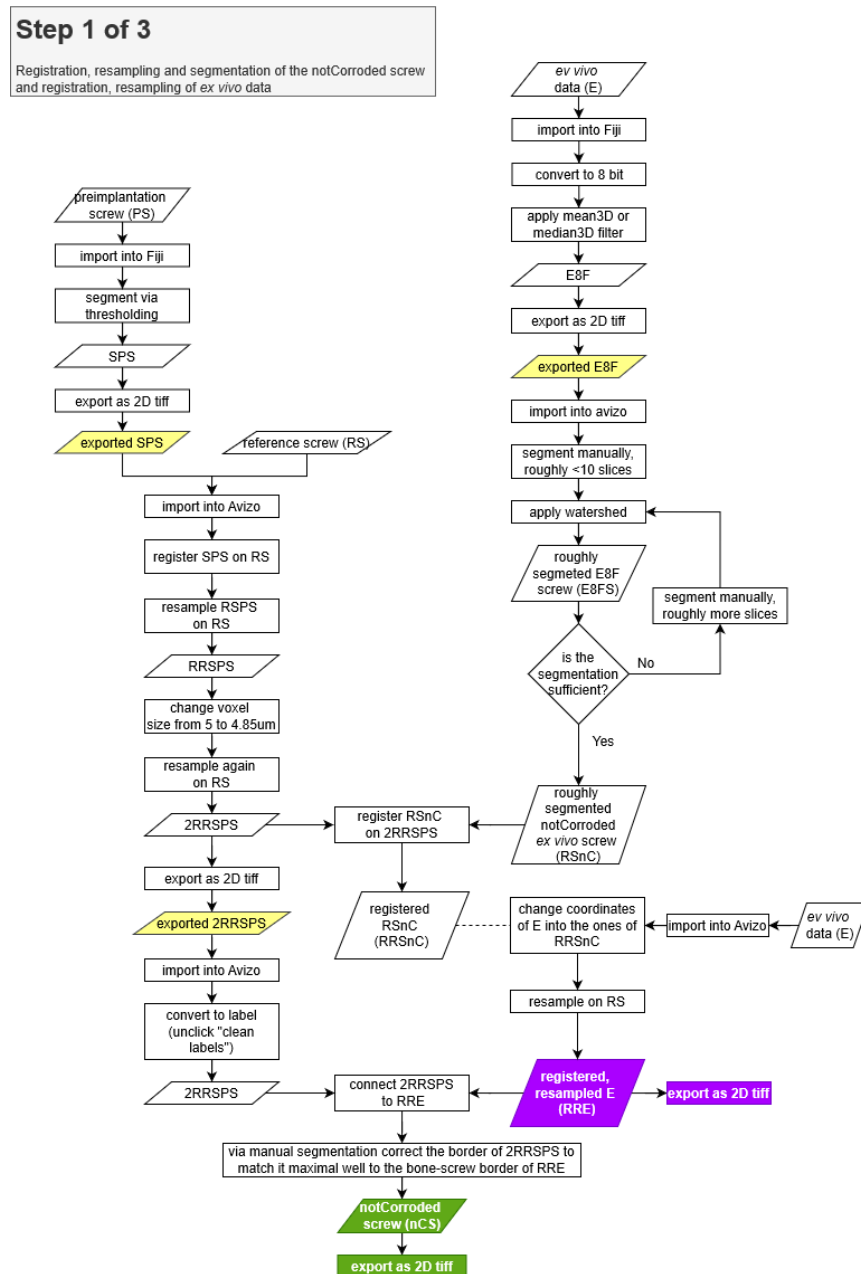 Step 1 of 3
Registration, resampling and segmentation of the notCorroded screw
and registration, resampling of ex vivo data
preimplantation
screw (PS)
import into Fiji
segment via
thresholding
SPS
export as 2D tiff
exported SPS
reference screw (RS)
import into Avizo
register SPS on RS
resample RSPS
on RS
RRSPS
change voxel
size from 5 to 4.85um
resample again
on RS
2RRSPS
export as 2D tiff
exported 2RRSPS
import into Avizo
convert to label
(unclick "clean
labels")
2RRSPS
ev vivo
data (E)
import into Fiji
convert to 8 bit
apply mean3D or
median3D filter
E8F
export as 2D tiff
exported E8F
import into avizo
segment manually,
roughly <10 slices
apply watershed
roughly
segmeted E8F
screw (E8FS)
segment manually,
roughly more slices
is the
segmentation
sufficient?
No
Yes
roughly
segmented
notCorroded
ex vivo screw
(RSnC)
register RSnC
on 2RRSPS
registered
RSnC
(RRSnC)
change coordinates
of E into the ones of
RRSnC
import into Avizo
ev vivo
data (E)
resample on RS
registered,
resampled E
(RRE)
export as 2D tiff
connect 2RRSPS
to RRE
via manual segmentation correct the border of 2RRSPS to
match it maximal well to the bone-screw border of RRE
notCorroded
screw (nCS)
export as 2D tiff